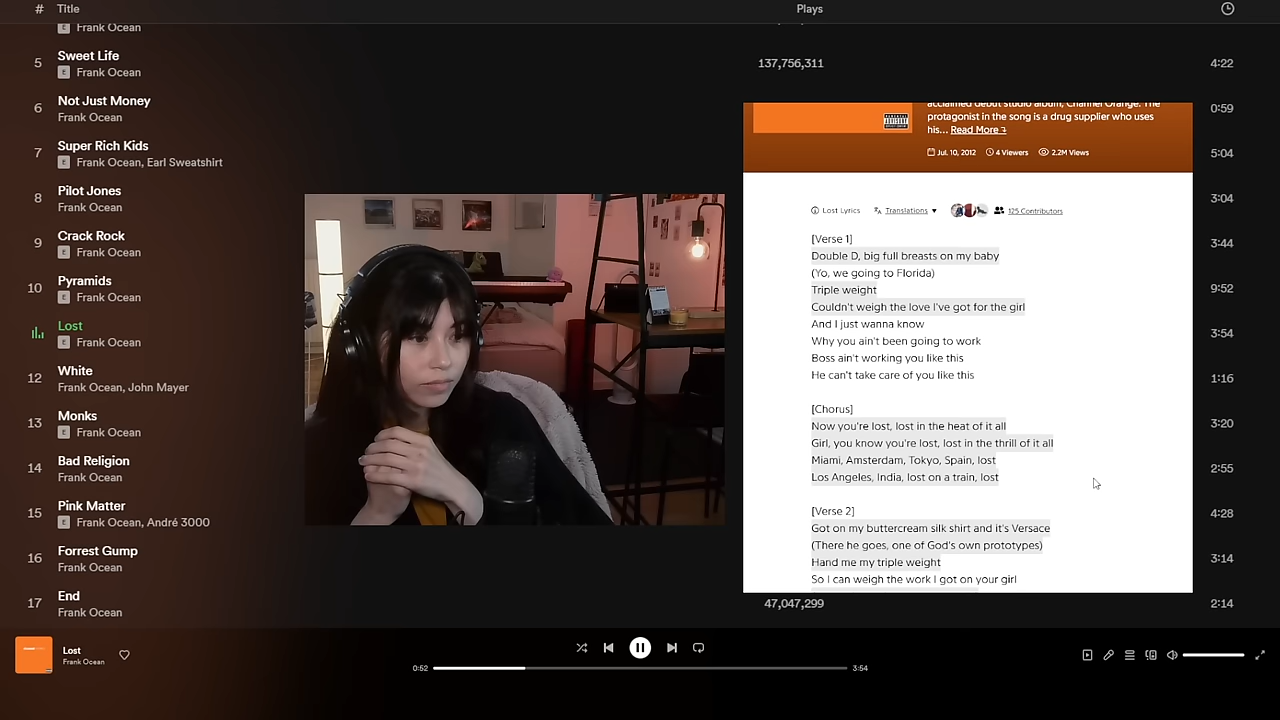 # Title Plays
Frank Ocean
5 Sweet Life 137,756,311 4:22
E Frank Ocean
6 Not Just Money 0:59
Frank Ocean
7 Super Rich Kids 5:04
E Frank Ocean, Earl Sweatshirt
8 Pilot Jones 3:04
Frank Ocean
9 Crack Rock 3:44
E Frank Ocean
10 Pyramids 9:52
E Frank Ocean
Lost 3:54
E Frank Ocean
12 White 1:16
Frank Ocean, John Mayer
13 Monks 3:20
E Frank Ocean
14 Bad Religion 2:55
Frank Ocean
15 Pink Matter 4:28
E Frank Ocean, André 3000
16 Forrest Gump 3:14
Frank Ocean
17 End 47,047,299 2:14
Frank Ocean
acclaimed debut studio album, Channel Orange. The
protagonist in the song is a drug supplier who uses
his... Read More
Jul. 10, 2012 4 Viewers 2.2M Views
Lost Lyrics Translations 125 Contributors
[Verse 1]
Double D, big full breasts on my baby
(Yo, we going to Florida)
Triple weight
Couldn't weigh the love I've got for the girl
And I just wanna know
Why you ain't been going to work
Boss ain't working you like this
He can't take care of you like this
[Chorus]
Now you're lost, lost in the heat of it all
Girl, you know you're lost, lost in the thrill of it all
Miami, Amsterdam, Tokyo, Spain, lost
Los Angeles, India, lost on a train, lost
[Verse 2]
Got on my buttercream silk shirt and it's Versace
(There he goes, one of God's own prototypes)
Hand me my triple weight
So I can weigh the work I got on your girl
Lost
Frank Ocean
0:52 3:54